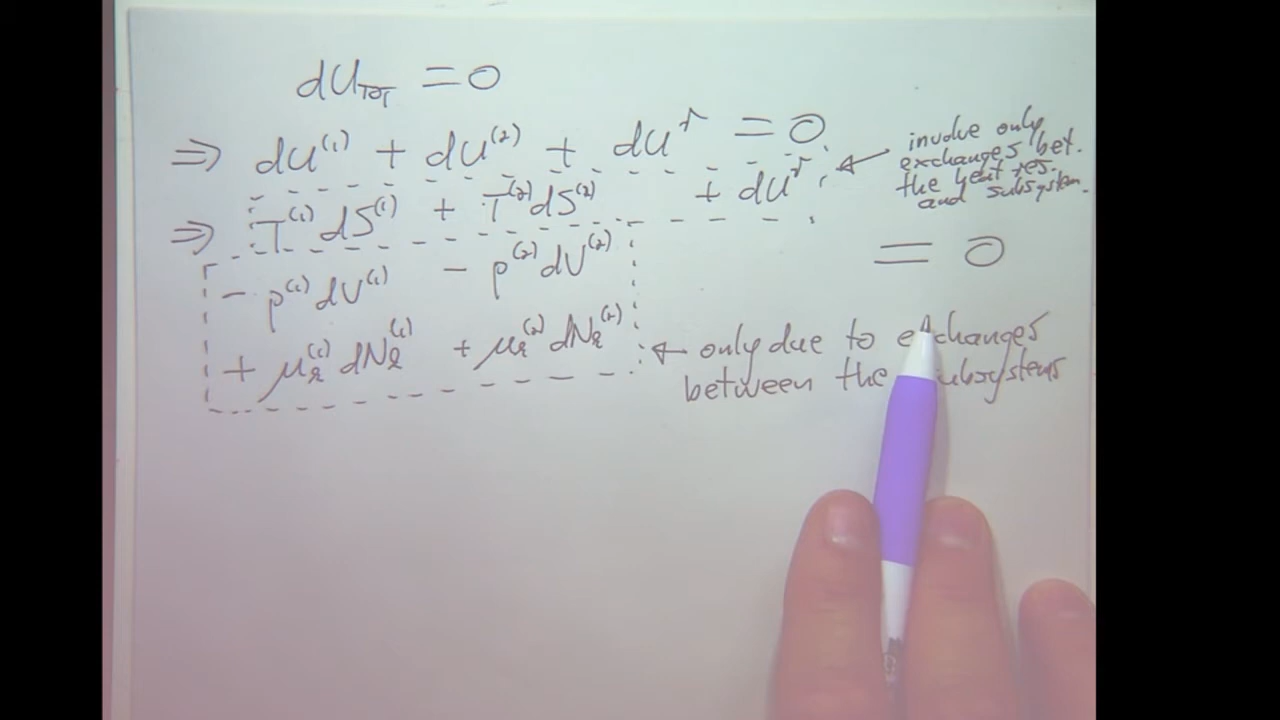 dU_TOT = 0
⇒ dU^(1) + dU^(2) + dU^r = 0
⇒ T^(1) dS^(1) + T^(2) dS^(2) + dU^r
- p^(1) dV^(1) - p^(2) dV^(2) = 0
+ μ_k^(1) dN_k^(1) + μ_k^(2) dN_k^(2)
← involve only
exchanges bet.
the heat res.
and subsystem.
← only due to exchanges
between the subsystems